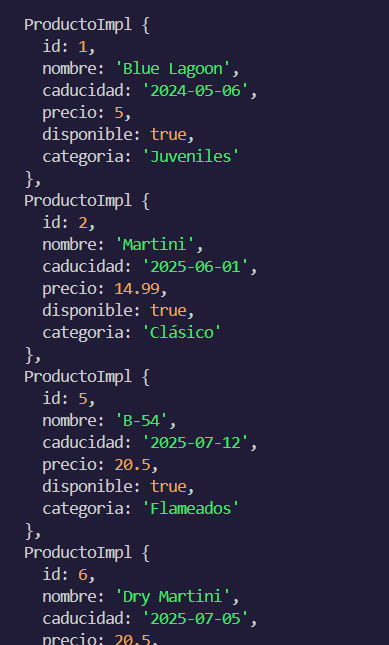 ProductoImpl {
id: 1,
nombre: 'Blue Lagoon',
caducidad: '2024-05-06',
precio: 5,
disponible: true,
categoria: 'Juveniles'
},
ProductoImpl {
id: 2,
nombre: 'Martini',
caducidad: '2025-06-01',
precio: 14.99,
disponible: true,
categoria: 'Clásico'
},
ProductoImpl {
id: 5,
nombre: 'B-54',
caducidad: '2025-07-12',
precio: 20.5,
disponible: true,
categoria: 'Flameados'
},
ProductoImpl {
id: 6,
nombre: 'Dry Martini',
caducidad: '2025-07-05',
precio: 20.5,